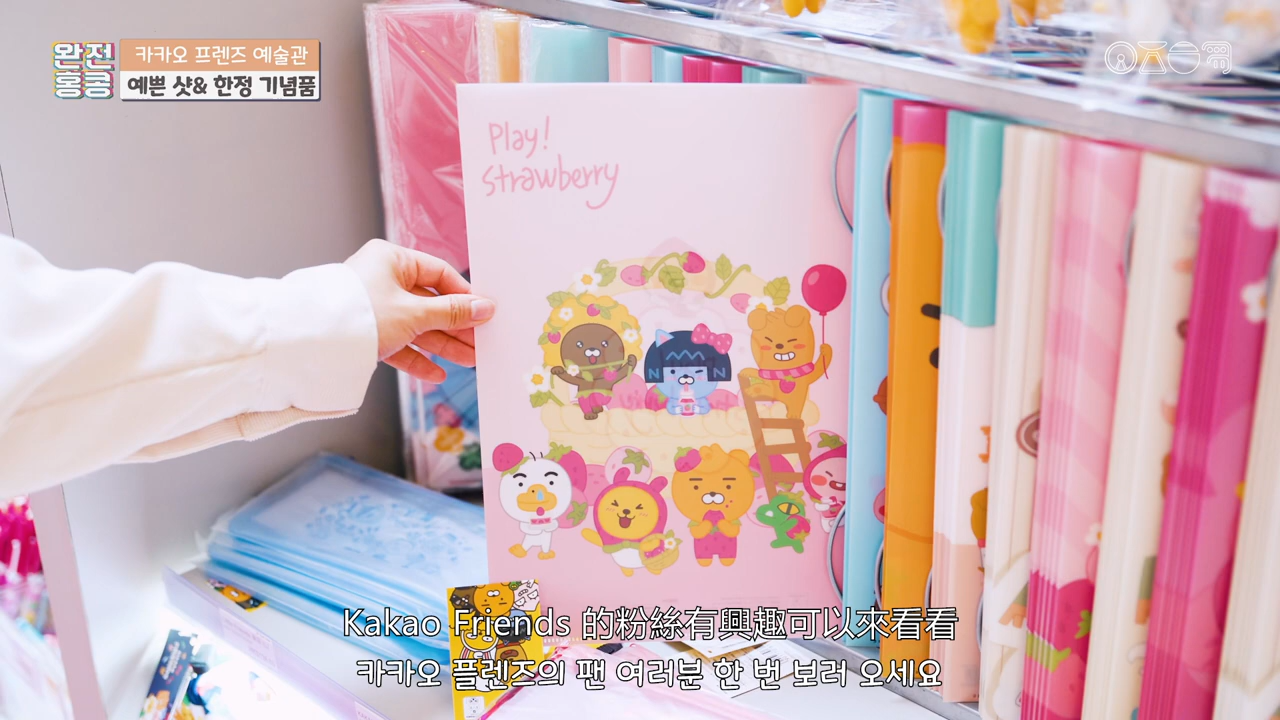 완전
홍콩
카카오 프렌즈 예술관
예쁜 샷& 한정 기념품
Play!
Strawberry
Kakao Friends 的粉絲有興趣可以來看看
카카오 플렌즈의 팬 여러분 한 번 보러 오세요